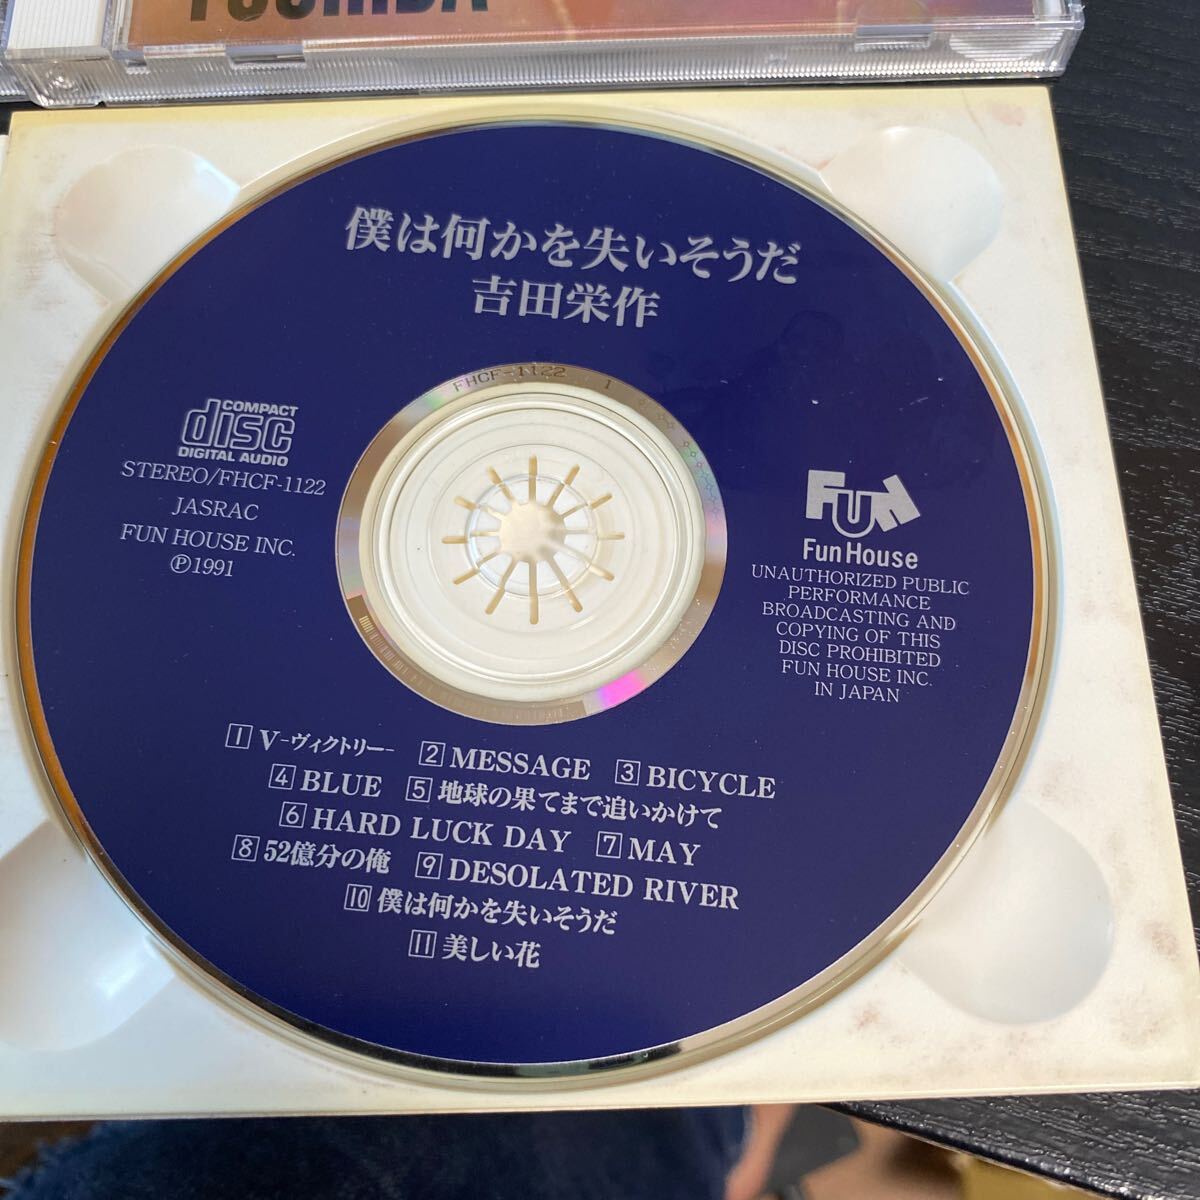 YOSHIDA
僕は何かを失いそうだ
吉田栄作
FHCF-1122 1
COMPACT
disc
DIGITAL AUDIO
STEREO/FHCF-1122
JASRAC
FUN HOUSE INC.
Ⓟ1991
FUN
Fun House
UNAUTHORIZED PUBLIC
PERFORMANCE
BROADCASTING AND
COPYING OF THIS
DISC PROHIBITED
FUN HOUSE INC.
IN JAPAN
1 V-ヴィクトリー- 2 MESSAGE 3 BICYCLE
4 BLUE 5 地球の果てまで追いかけて
6 HARD LUCK DAY 7 MAY
8 52億分の俺 9 DESOLATED RIVER
10 僕は何かを失いそうだ
11 美しい花